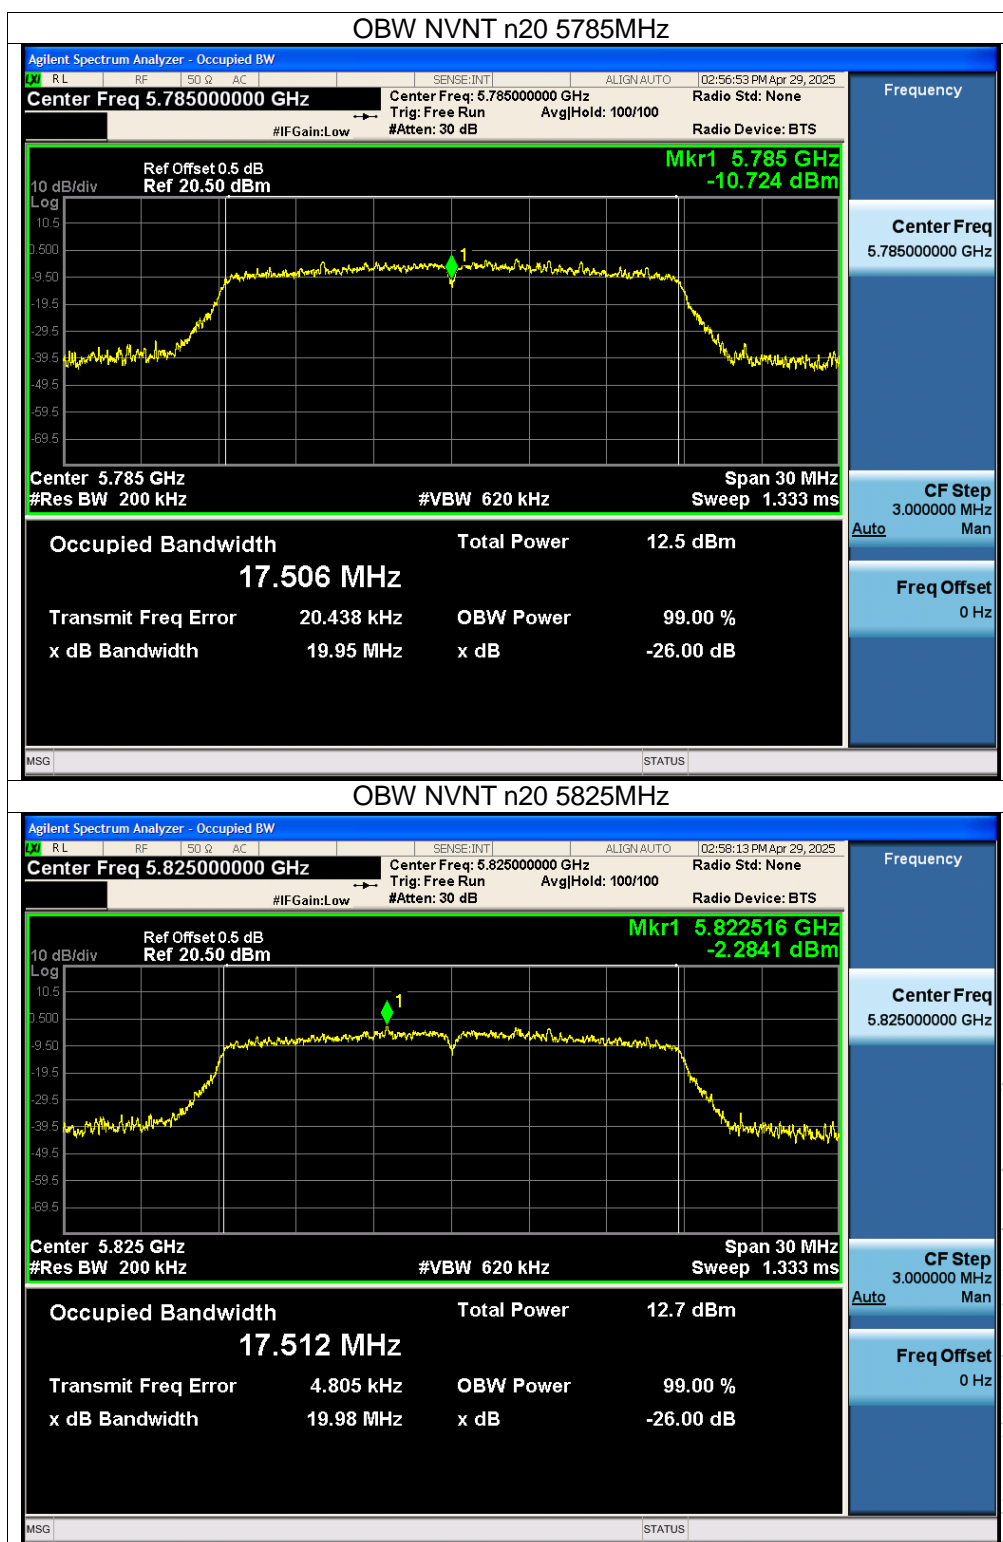 OBW NVNT n20 5785MHz
Agilent Spectrum Analyzer - Occupied BW
LXI RL RF 50 Ω AC SENSE:INT ALIGN AUTO 02:56:53 PM Apr 29, 2025
Center Freq 5.785000000 GHz Center Freq: 5.785000000 GHz Radio Std: None
Trig: Free Run Avg|Hold: 100/100
#IFGain:Low #Atten: 30 dB Radio Device: BTS
Frequency
Mkr1 5.785 GHz
-10.724 dBm
Ref Offset 0.5 dB
10 dB/div Ref 20.50 dBm
Log
10.5
0.500
-9.50
-19.5
-29.5
-39.5
-49.5
-59.5
-69.5
1
Center 5.785 GHz Span 30 MHz
#Res BW 200 kHz #VBW 620 kHz Sweep 1.333 ms
Center Freq
5.785000000 GHz
CF Step
3.000000 MHz
Auto Man
Freq Offset
0 Hz
Occupied Bandwidth Total Power 12.5 dBm
17.506 MHz
Transmit Freq Error 20.438 kHz OBW Power 99.00 %
x dB Bandwidth 19.95 MHz x dB -26.00 dB
MSG STATUS
OBW NVNT n20 5825MHz
Agilent Spectrum Analyzer - Occupied BW
LXI RL RF 50 Ω AC SENSE:INT ALIGN AUTO 02:58:13 PM Apr 29, 2025
Center Freq 5.825000000 GHz Center Freq: 5.825000000 GHz Radio Std: None
Trig: Free Run Avg|Hold: 100/100
#IFGain:Low #Atten: 30 dB Radio Device: BTS
Frequency
Mkr1 5.822516 GHz
-2.2841 dBm
Ref Offset 0.5 dB
10 dB/div Ref 20.50 dBm
Log
10.5
0.500
-9.50
-19.5
-29.5
-39.5
-49.5
-59.5
-69.5
1
Center 5.825 GHz Span 30 MHz
#Res BW 200 kHz #VBW 620 kHz Sweep 1.333 ms
Center Freq
5.825000000 GHz
CF Step
3.000000 MHz
Auto Man
Freq Offset
0 Hz
Occupied Bandwidth Total Power 12.7 dBm
17.512 MHz
Transmit Freq Error 4.805 kHz OBW Power 99.00 %
x dB Bandwidth 19.98 MHz x dB -26.00 dB
MSG STATUS